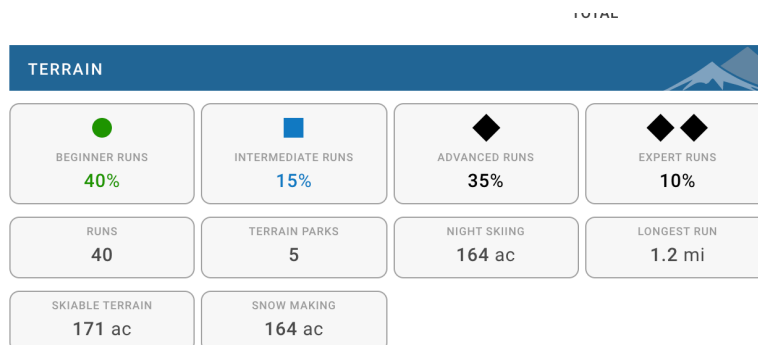 TOTAL
TERRAIN
BEGINNER RUNS
40%
INTERMEDIATE RUNS
15%
ADVANCED RUNS
35%
EXPERT RUNS
10%
RUNS
40
TERRAIN PARKS
5
NIGHT SKIING
164 ac
LONGEST RUN
1.2 mi
SKIABLE TERRAIN
171 ac
SNOW MAKING
164 ac